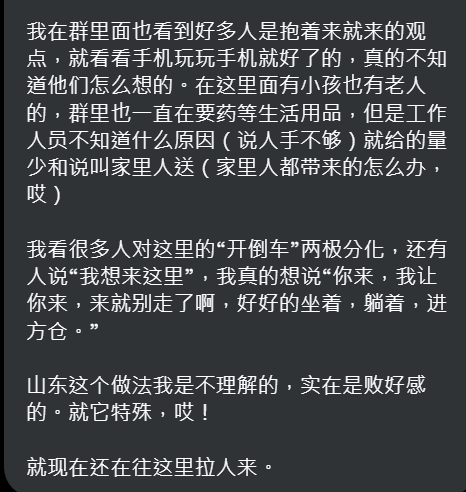 我在群里面也看到好多人是抱着来就来的观
点，就看看手机玩玩手机就好了的，真的不知
道他们怎么想的。在这里面有小孩也有老人
的，群里也一直在要药等生活用品，但是工作
人员不知道什么原因（说人手不够）就给的量
少和说叫家里人送（家里人都带来的怎么办，
哎）
我看很多人对这里的“开倒车”两极分化，还有
人说“我想来这里”，我真的想说“你来，我让
你来，来就别走了啊，好好的坐着，躺着，进
方仓。”
山东这个做法我是不理解的，实在是败好感
的。就它特殊，哎！
就现在还在往这里拉人来。